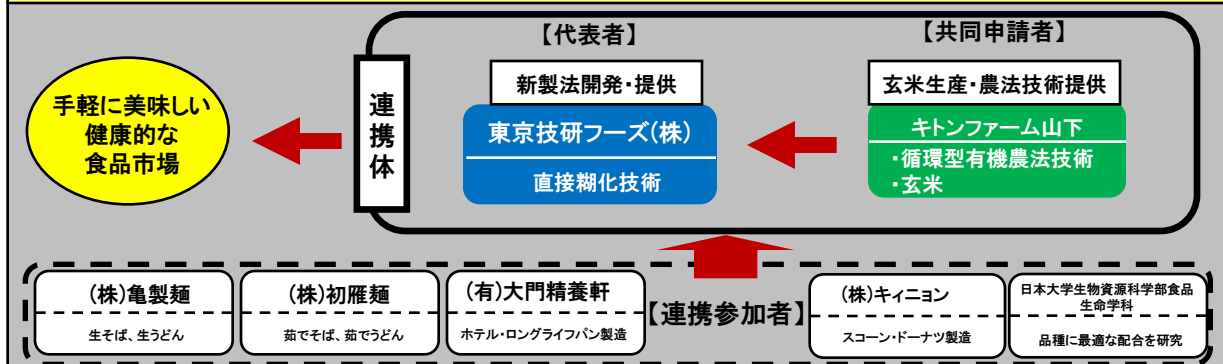 【代表者】
【共同申請者】
手軽に美味しい
健康的な
食品市場
連携体
新製法開発・提供
東京技研フーズ(株)
直接糊化技術
玄米生産・農法技術提供
キトンファーム山下
・循環型有機農法技術
・玄米
(株)亀製麺
生そば、生うどん
(株)初雁麺
茹でそば、茹でうどん
(有)大門精養軒
ホテル・ロングライフパン製造
【連携参加者】
(株)キィニョン
スコーン・ドーナツ製造
日本大学生物資源科学部食品
生命学科
品種に最適な配合を研究